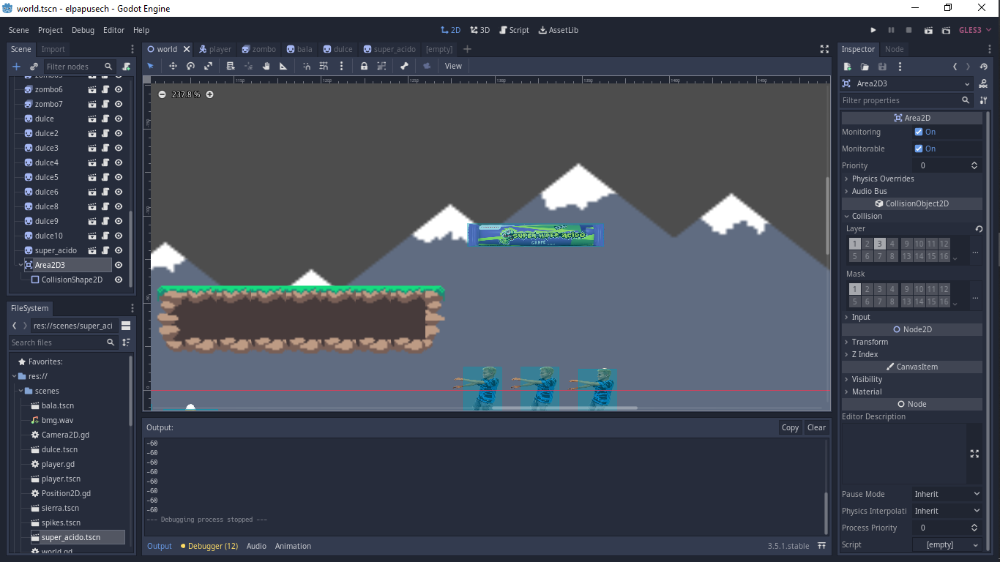 world.tscn - elpapusech - Godot Engine
Scene Project Debug Editor Help
2D 3D Script AssetLib
GLES3
Scene Import
world player zombo bala dulce super_acido [empty]
Inspector Node
Filter nodes
View
zombo6
zombo7
dulce
dulce2
dulce3
dulce4
dulce5
dulce6
dulce8
dulce9
dulce10
super_acido
Area2D3
CollisionShape2D
FileSystem
res://scenes/super_aci
Search files
Favorites:
res://
scenes
bala.tscn
bmg.wav
Camera2D.gd
dulce.tscn
player.gd
player.tscn
Position2D.gd
sierra.tscn
spikes.tscn
super_acido.tscn
world.gd
1150 1200 1250 1300 1350 1400 1450
237.8 %
SUPER HIPER ACIDO
GRAPE
Output:
Copy Clear
-60
-60
-60
-60
-60
-60
-60
-60
--- Debugging process stopped ---
Output Debugger (12) Audio Animation
3.5.1.stable
Area2D3
Filter properties
Area2D
Monitoring On
Monitorable On
Priority 0
Physics Overrides
Audio Bus
CollisionObject2D
Collision
Layer
1 2 3 4 9 10 11 12
5 6 7 8 13 14 15 16
...
Mask
1 2 3 4 9 10 11 12
5 6 7 8 13 14 15 16
...
Input
Node2D
Transform
Z Index
CanvasItem
Visibility
Material
Node
Editor Description
Pause Mode Inherit
Physics Interpolati Inherit
Process Priority 0
Script [empty]